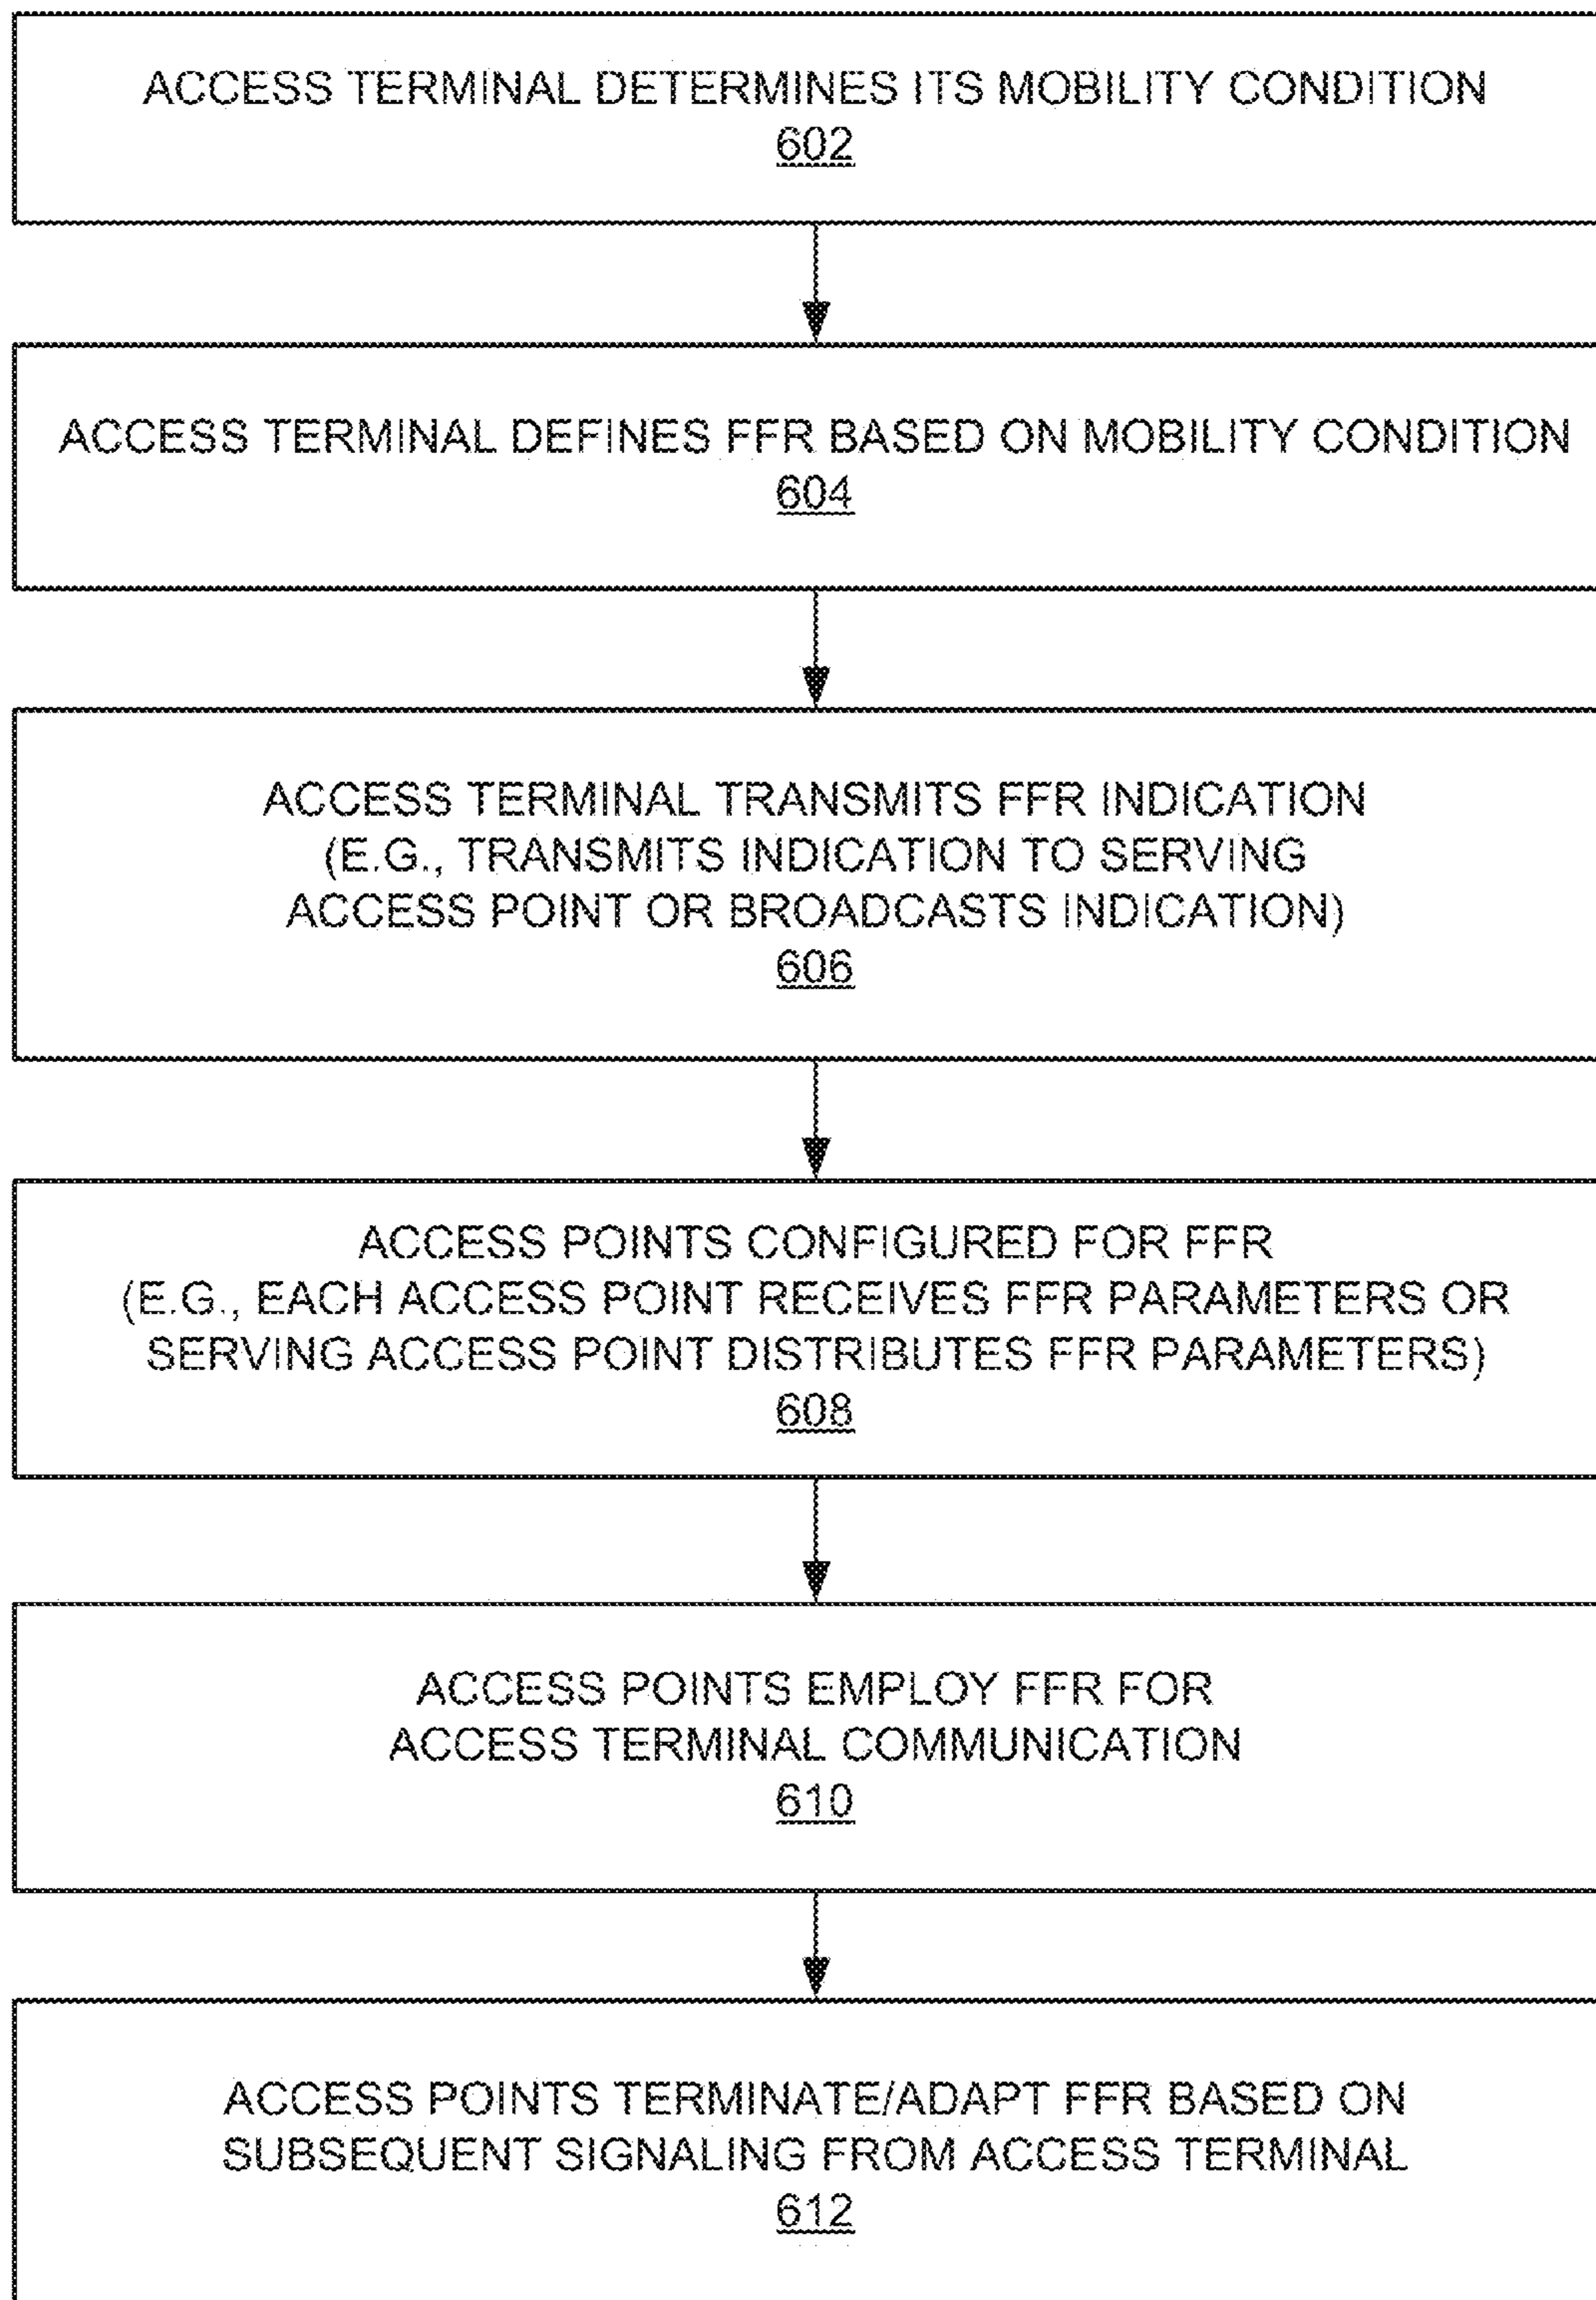 ACCESS TERMINAL DETERMINES ITS MOBILITY CONDITION
602
ACCESS TERMINAL DEFINES FFR BASED ON MOBILITY CONDITION
604
ACCESS TERMINAL TRANSMITS FFR INDICATION
(E.G., TRANSMITS INDICATION TO SERVING
ACCESS POINT OR BROADCASTS INDICATION)
606
ACCESS POINTS CONFIGURED FOR FFR
(E.G., EACH ACCESS POINT RECEIVES FFR PARAMETERS OR
SERVING ACCESS POINT DISTRIBUTES FFR PARAMETERS)
608
ACCESS POINTS EMPLOY FFR FOR
ACCESS TERMINAL COMMUNICATION
610
ACCESS POINTS TERMINATE/ADAPT FFR BASED ON
SUBSEQUENT SIGNALING FROM ACCESS TERMINAL
612